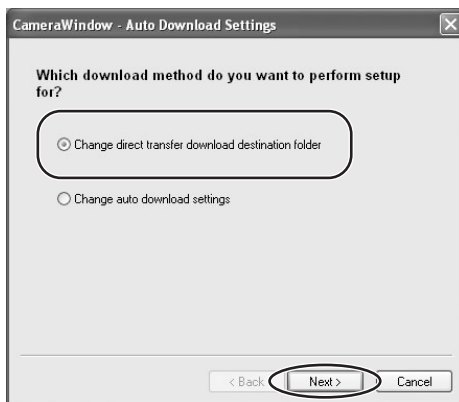 CameraWindow - Auto Download Settings
Which download method do you want to perform setup
for?
Change direct transfer download destination folder
Change auto download settings
< Back Next > Cancel